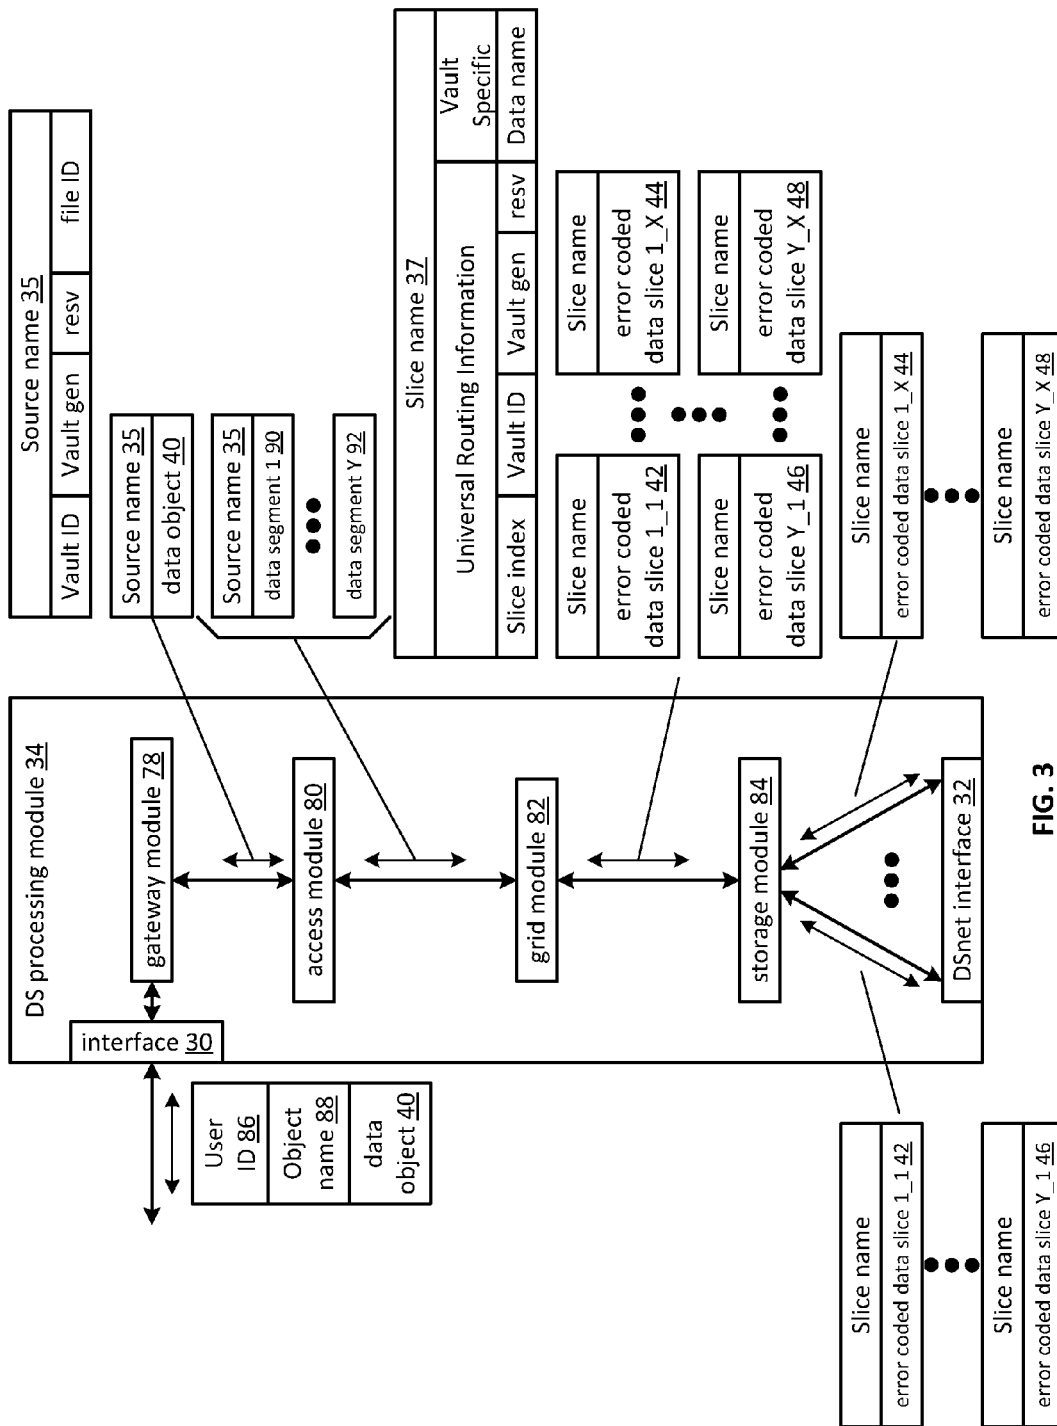 DS processing module 34
interface 30
gateway module 78
access module 80
grid module 82
storage module 84
DSnet interface 32
User
ID 86
Object
name 88
data
object 40
Source name 35
Vault ID
Vault gen
resv
file ID
Source name 35
data object 40
Source name 35
data segment 1 90
data segment Y 92
Slice name 37
Universal Routing Information
Vault
Specific
Slice index
Vault ID
Vault gen
resv
Data name
Slice name
error coded
data slice 1_1 42
Slice name
error coded
data slice 1_X 44
Slice name
error coded
data slice Y_1 46
Slice name
error coded
data slice Y_X 48
Slice name
error coded data slice 1_1 42
Slice name
error coded data slice Y_1 46
Slice name
error coded data slice 1_X 44
Slice name
error coded data slice Y_X 48
FIG. 3